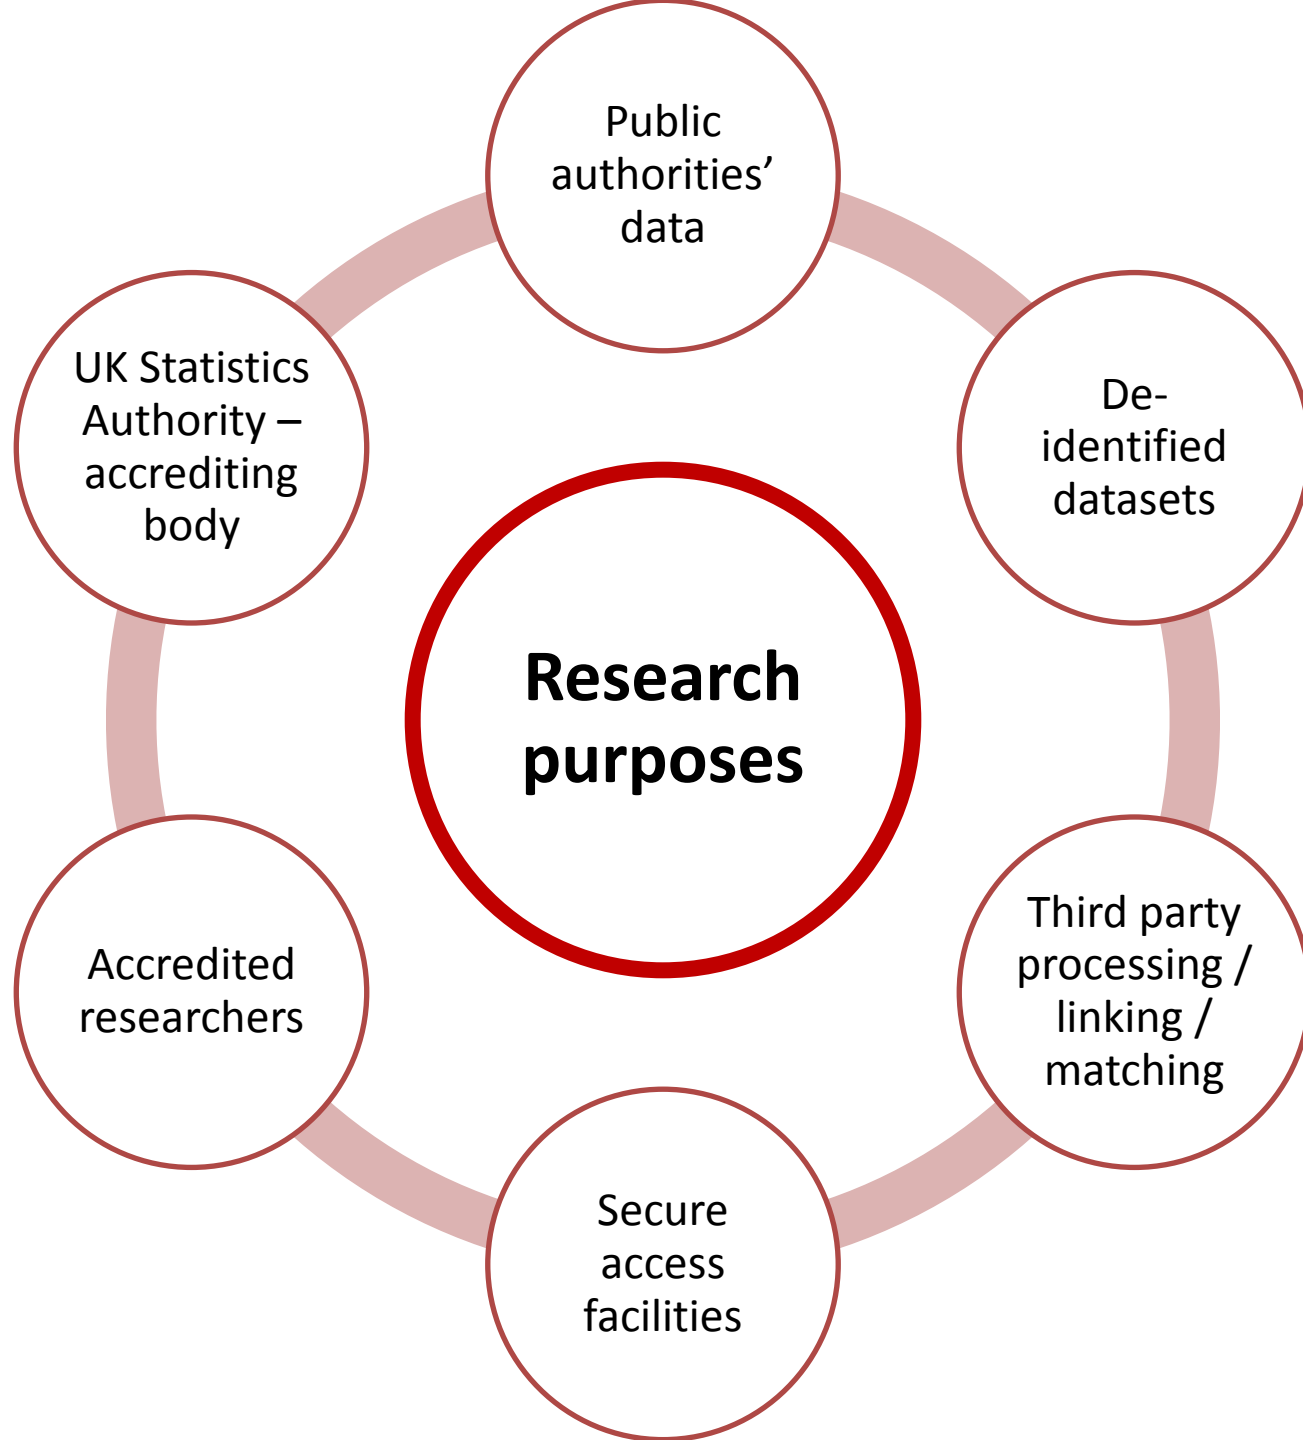 Public
authorities’
data
De-
identified
datasets
Third party
processing /
linking /
matching
Secure
access
facilities
Accredited
researchers
UK Statistics
Authority –
accrediting
body
Research
purposes